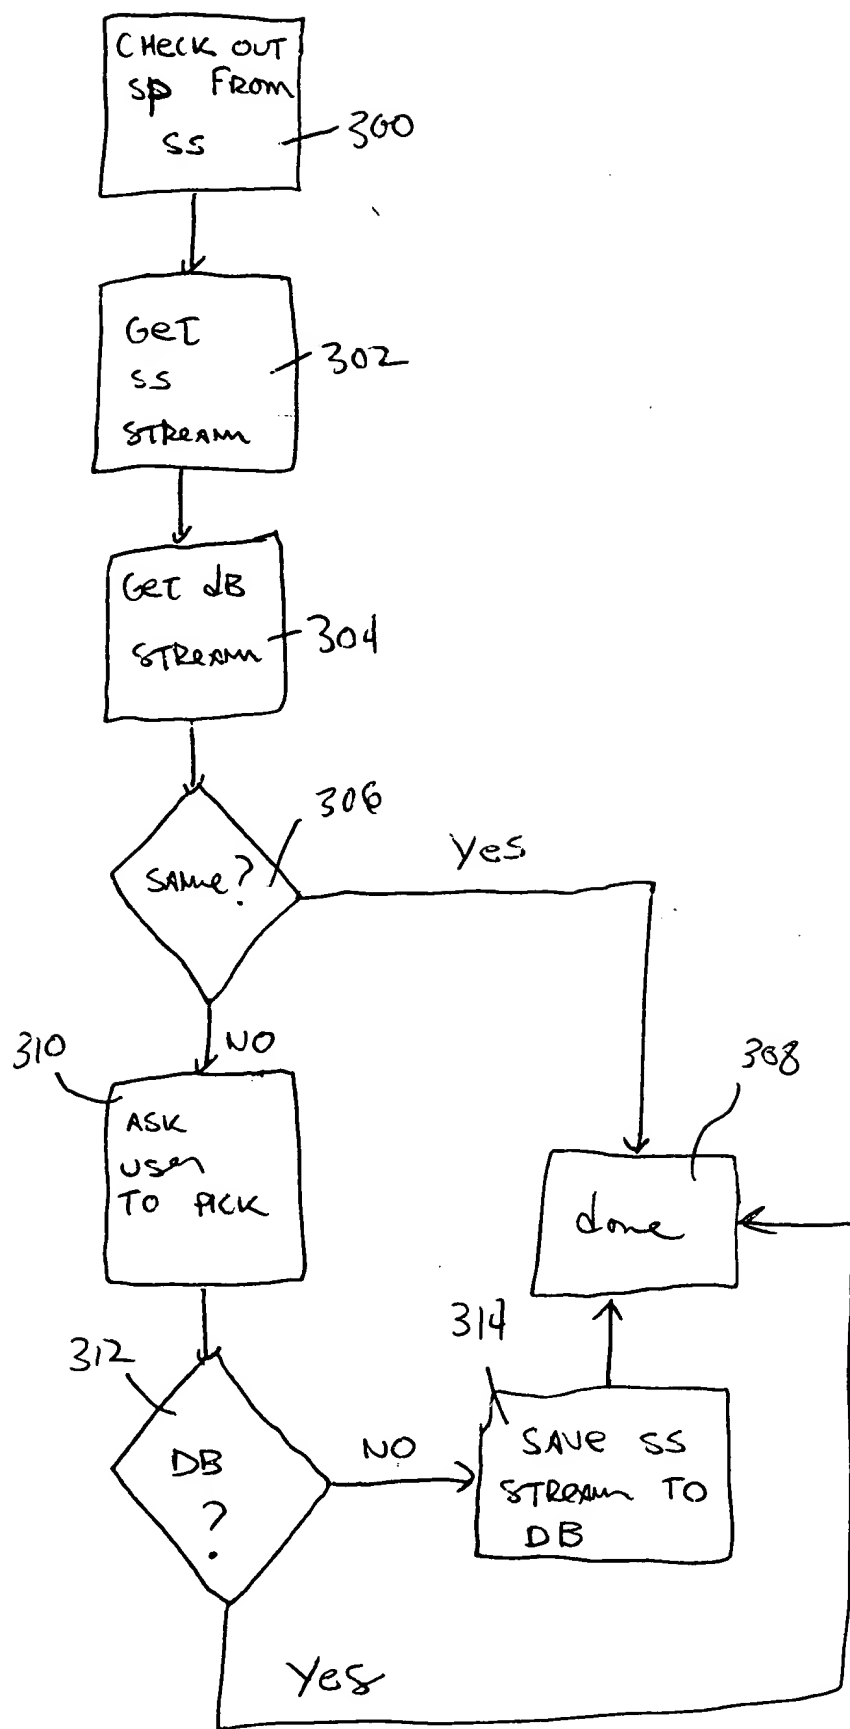 CHECK OUT
SP FROM
SS
300
GET
SS
STREAM
302
GET dB
STREAM
304
306
SAME?
Yes
NO
310
308
ASK
USER
TO PICK
done
312
314
DB
?
NO
SAVE SS
STREAM TO
DB
Yes